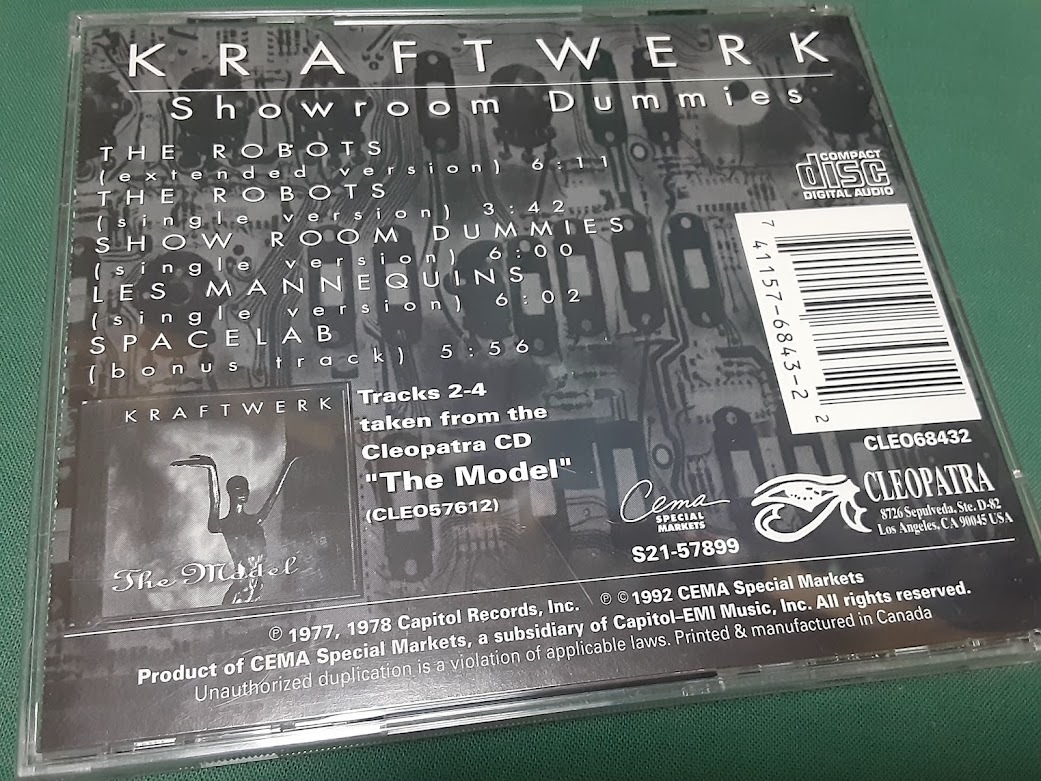 KRAFTWERK
Showroom Dummies
THE ROBOTS
(extended version) 6:11
THE ROBOTS
(single version) 3:42
SHOW ROOM DUMMIES
(single version) 6:00
LES MANNEQUINS
(single version) 6:02
SPACELAB
(bonus track) 5:56
COMPACT
disc
DIGITAL AUDIO
7 41157-6843-2 2
CLEO68432
KRAFTWERK
The Model
Tracks 2-4
taken from the
Cleopatra CD
"The Model"
(CLEO57612)
Cema
SPECIAL
MARKETS
S21-57899
CLEOPATRA
8726 Sepulveda. Ste. D-82
Los Angeles, CA 90045 USA
℗ 1977, 1978 Capitol Records, Inc. ℗ © 1992 CEMA Special Markets
Product of CEMA Special Markets, a subsidiary of Capitol–EMI Music, Inc. All rights reserved.
Unauthorized duplication is a violation of applicable laws. Printed & manufactured in Canada